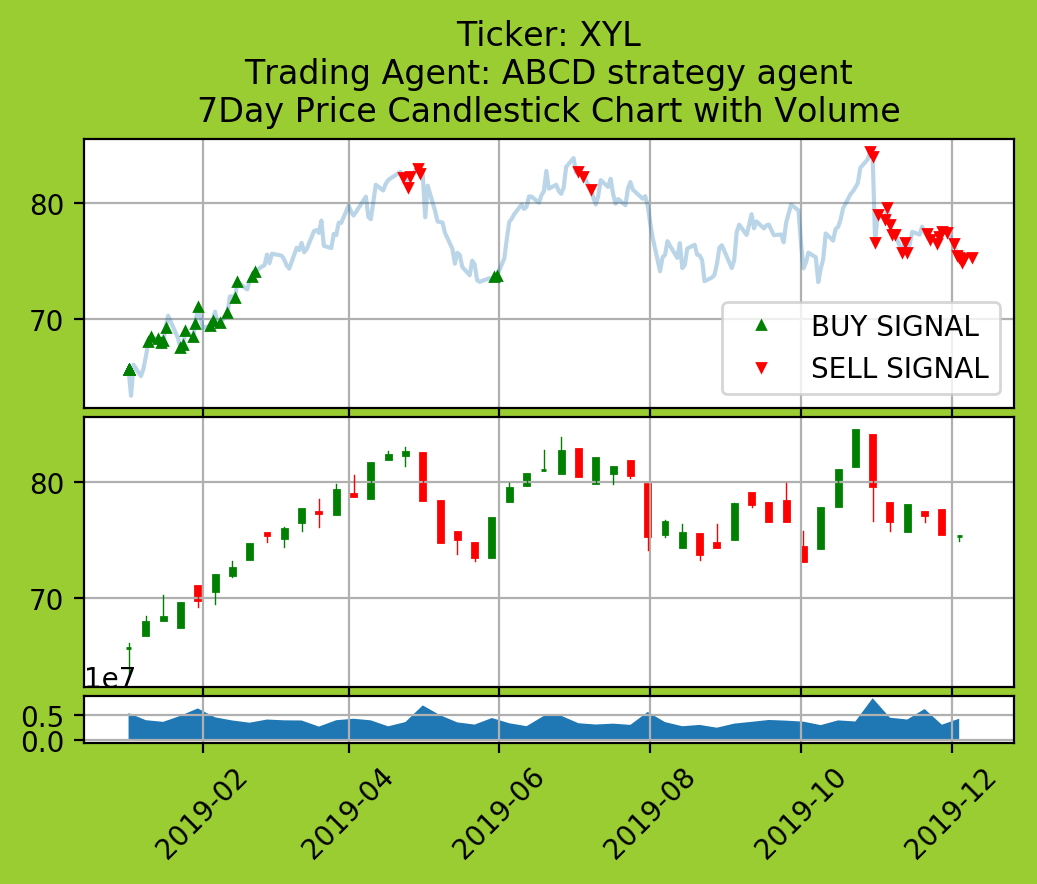 Ticker: XYL
Trading Agent: ABCD strategy agent
7Day Price Candlestick Chart with Volume
80
70
BUY SIGNAL
SELL SIGNAL
80
70
1e7
0.5
0.0
2019-02
2019-04
2019-06
2019-08
2019-10
2019-12